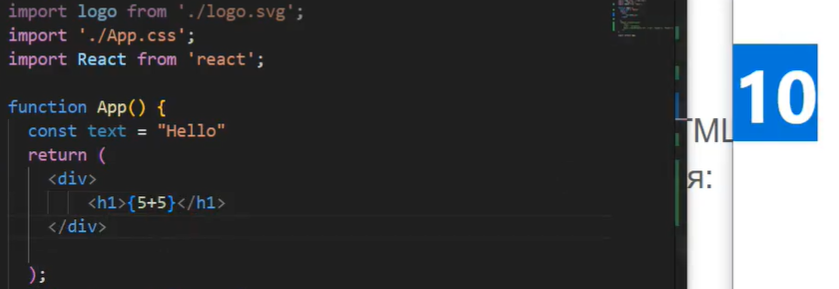 import logo from './logo.svg';
import './App.css';
import React from 'react';
function App() {
const text = "Hello"
return (
<div>
<h1>{5+5}</h1>
</div>
);
10
TML
я: